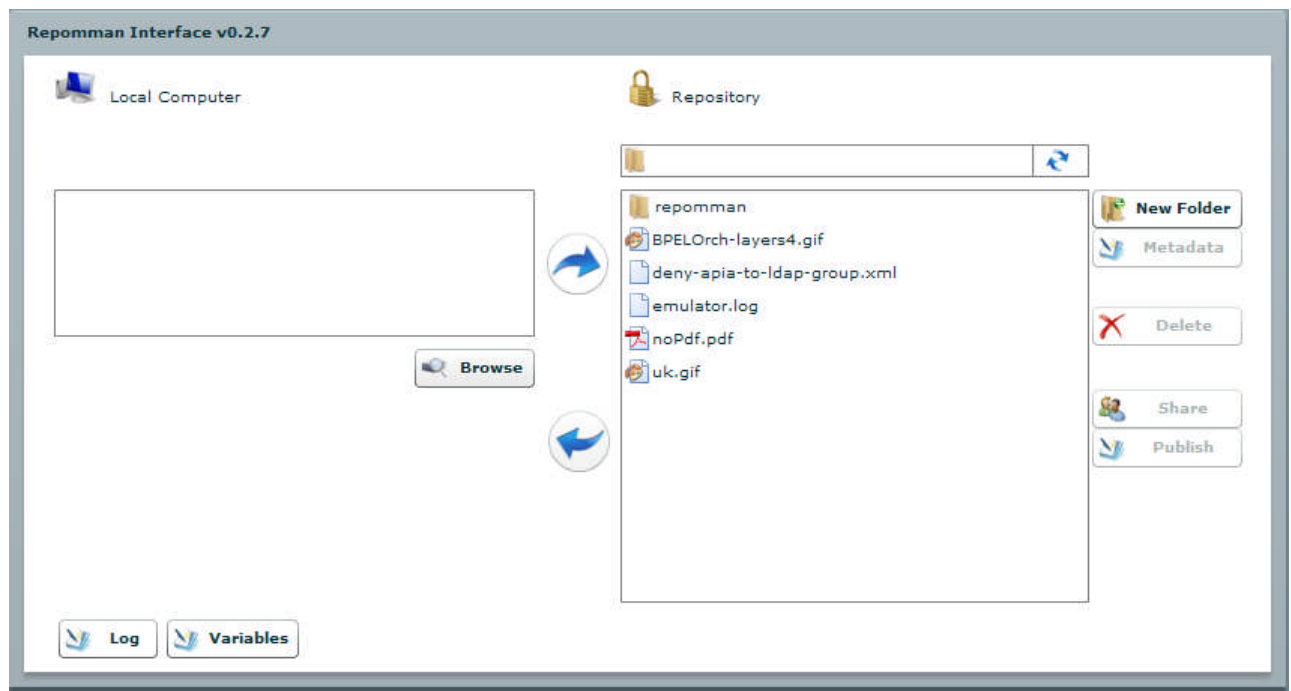 Repomman Interface v0.2.7
Local Computer
Repository
repomman
BPELOrch-layers4.gif
deny-apia-to-ldap-group.xml
emulator.log
noPdf.pdf
uk.gif
New Folder
Metadata
Delete
Share
Publish
Browse
Log
Variables